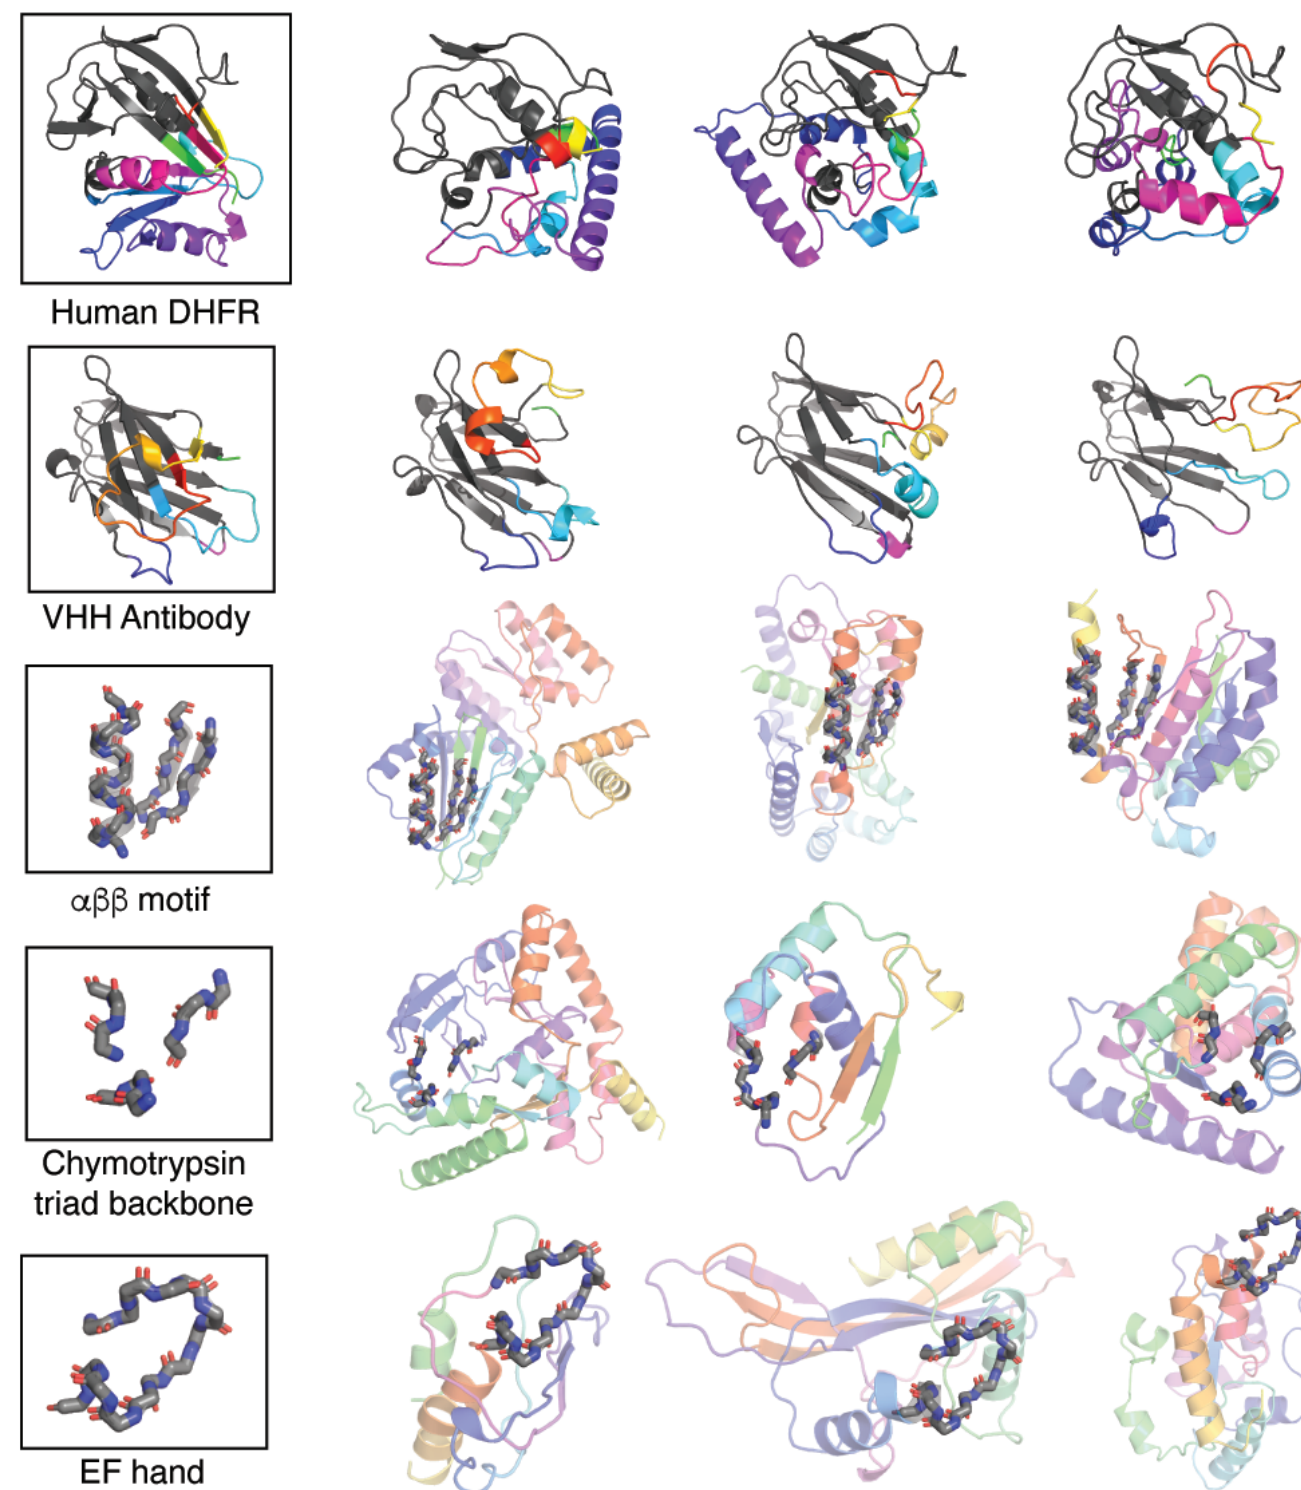 Human DHFR
VHH Antibody
αββ motif
Chymotrypsin
triad backbone
EF hand